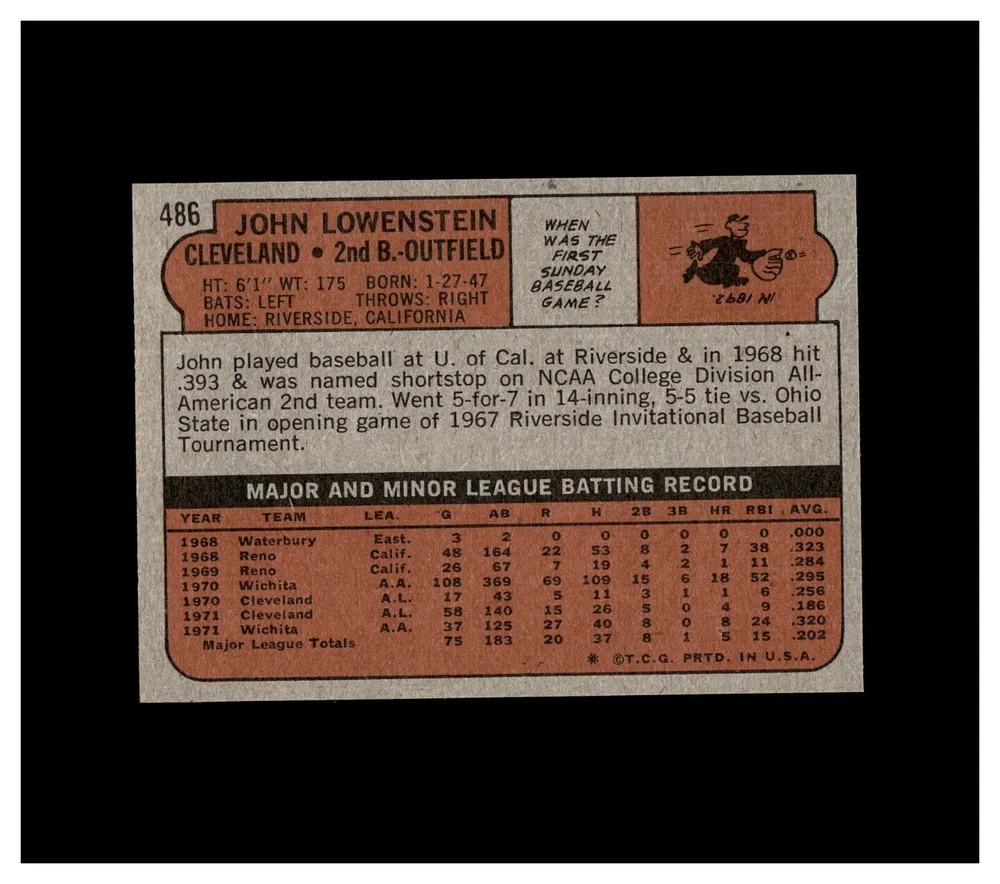 486
JOHN LOWENSTEIN
CLEVELAND • 2nd B.-OUTFIELD
HT: 6'1" WT: 175 BORN: 1-27-47
BATS: LEFT THROWS: RIGHT
HOME: RIVERSIDE, CALIFORNIA
WHEN
WAS THE
FIRST
SUNDAY
BASEBALL
GAME?
IN 1892.
John played baseball at U. of Cal. at Riverside & in 1968 hit
.393 & was named shortstop on NCAA College Division All-
American 2nd team. Went 5-for-7 in 14-inning, 5-5 tie vs. Ohio
State in opening game of 1967 Riverside Invitational Baseball
Tournament.
MAJOR AND MINOR LEAGUE BATTING RECORD
YEAR TEAM LEA. G AB R H 2B 3B HR RBI AVG.
1968 Waterbury East. 3 2 0 0 0 0 0 0 .000
1968 Reno Calif. 48 164 22 53 8 2 7 38 .323
1969 Reno Calif. 26 67 7 19 4 2 1 11 .284
1970 Wichita A.A. 108 369 69 109 15 6 18 52 .295
1970 Cleveland A.L. 17 43 5 11 3 1 1 6 .256
1971 Cleveland A.L. 58 140 15 26 5 0 4 9 .186
1971 Wichita A.A. 37 125 27 40 8 0 8 24 .320
Major League Totals 75 183 20 37 8 1 5 15 .202
* ©T.C.G. PRTD. IN U.S.A.